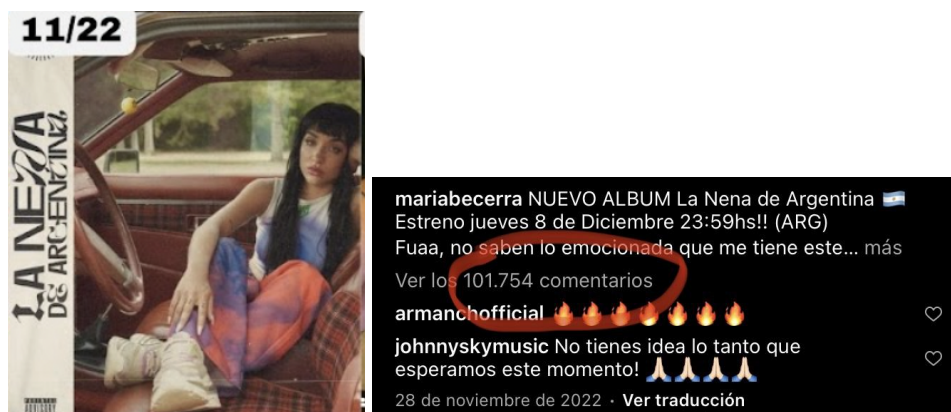 11/22
LA NENA
DE ARGENTINA
mariabecerra NUEVO ALBUM La Nena de Argentina 🇦🇷
Estreno jueves 8 de Diciembre 23:59hs!! (ARG)
Fuaa, no saben lo emocionada que me tiene este... más
Ver los 101.754 comentarios
armanchofficial 🔥🔥🔥🔥🔥🔥🔥
johnnyskymusic No tienes idea lo tanto que
esperamos este momento! 🙏🏻🙏🏻🙏🏻🙏🏻
28 de noviembre de 2022 · Ver traducción